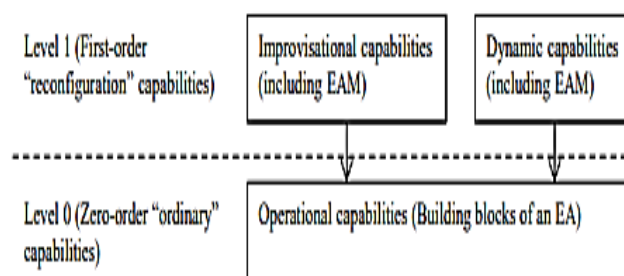 Level 1 (First-order
“reconfiguration” capabilities)
Improvisational capabilities
(including EAM)
Dynamic capabilities
(including EAM)
Level 0 (Zero-order “ordinary”
capabilities)
Operational capabilities (Building blocks of an EA)